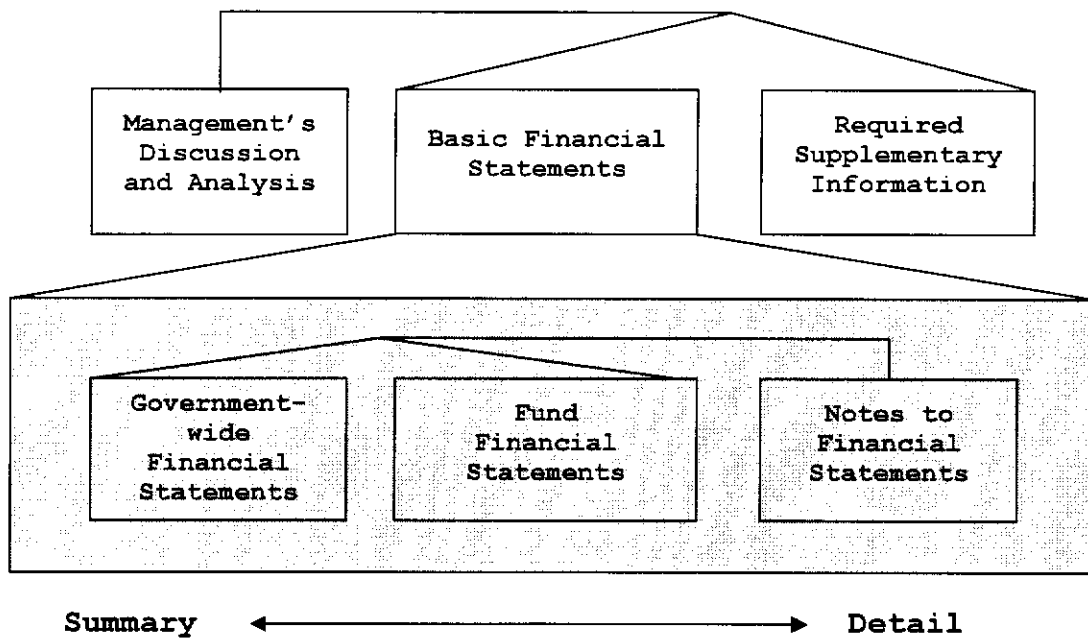 Management's
Discussion
and Analysis
Basic Financial
Statements
Required
Supplementary
Information
Government-
wide
Financial
Statements
Fund
Financial
Statements
Notes to
Financial
Statements
Summary
Detail